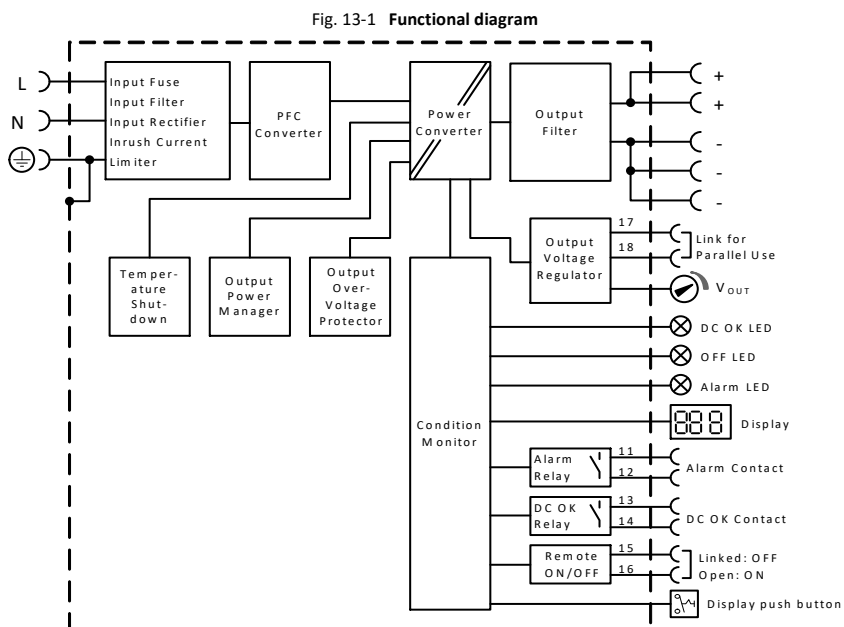 Fig. 13-1 Functional diagram
L
N
Input Fuse
Input Filter
Input Rectifier
Inrush Current
Limiter
PFC
Converter
Power
Converter
Output
Filter
+
+
-
-
-
Temper-
ature
Shut-
down
Output
Power
Manager
Output
Over-
Voltage
Protector
Output
Voltage
Regulator
17
18
Link for
Parallel Use
VOUT
DC OK LED
OFF LED
Alarm LED
888
Display
Condition
Monitor
Alarm
Relay
11
12
Alarm Contact
DC OK
Relay
13
14
DC OK Contact
Remote
ON/OFF
15
16
Linked: OFF
Open: ON
Display push button